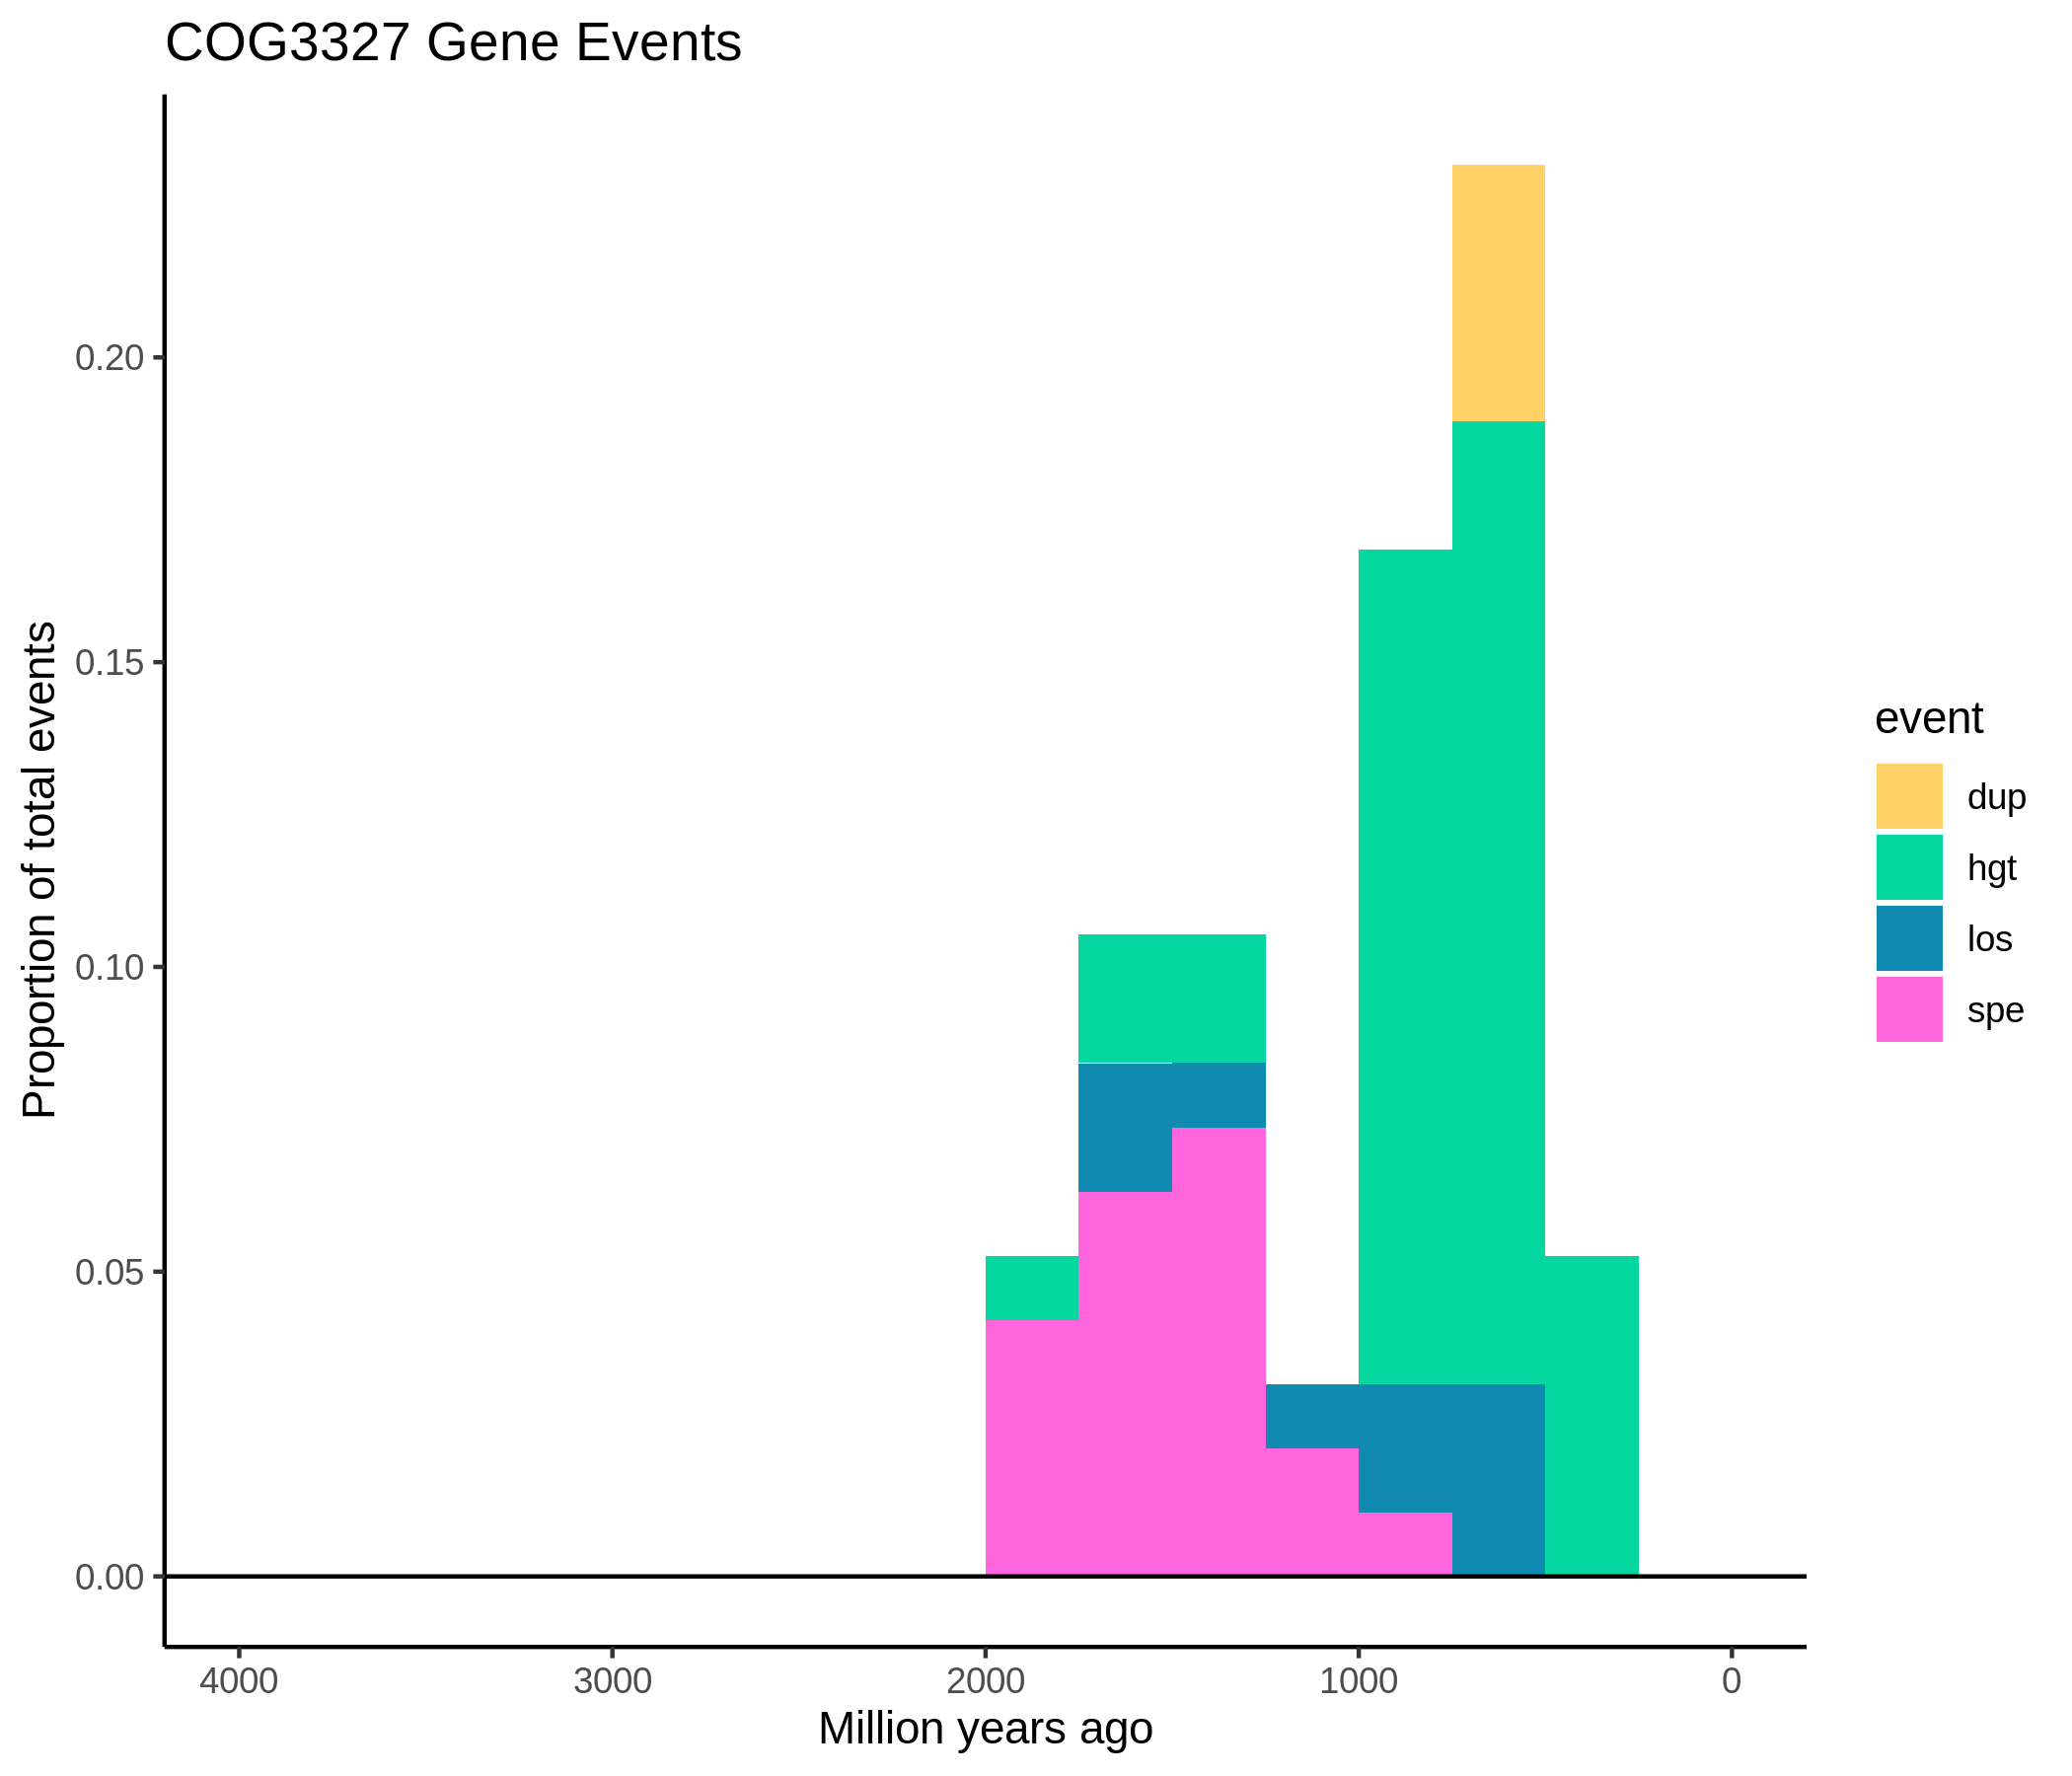 COG3327 Gene Events
Proportion of total events
0.20
0.15
0.10
0.05
0.00
4000 3000 2000 1000 0
Million years ago
event
dup
hgt
los
spe